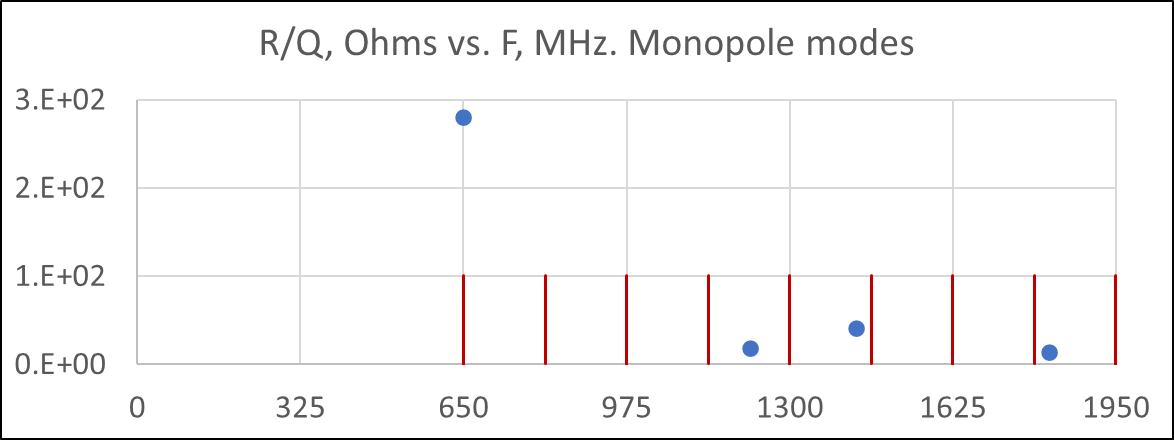 R/Q, Ohms vs. F, MHz. Monopole modes
3.E+02
2.E+02
1.E+02
0.E+00
0 325 650 975 1300 1625 1950